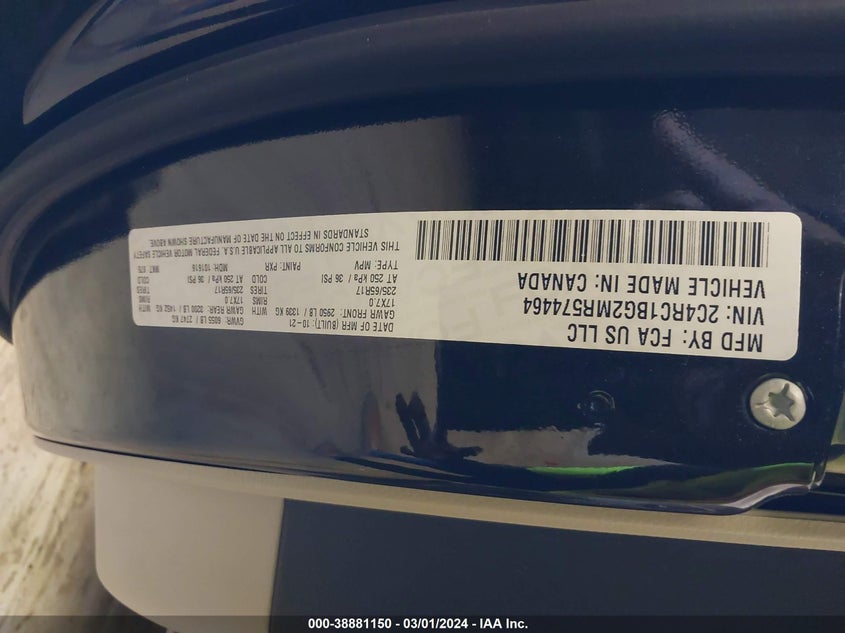 MFD BY: FCA US LLC
DATE OF MFR (BUILT): 10-21
GVWR: 6055 LB / 2747 KG
GAWR FRONT: 2950 LB / 1339 KG WITH
GAWR REAR: 3200 LB / 1452 KG WITH
17X7.0
RIMS
17X7.0
RIMS
235/65R17
TIRES
235/65R17
TIRES
AT 250 kPa / 36 PSI
COLD
AT 250 kPa / 36 PSI
COLD
TYPE: MPV
PAINT: PXR
MDH: 101616
THIS VEHICLE CONFORMS TO ALL APPLICABLE U.S.A. FEDERAL MOTOR VEHICLE SAFETY
STANDARDS IN EFFECT ON THE DATE OF MANUFACTURE SHOWN ABOVE.
VIN: 2C4RC1BG2MR574464
VEHICLE MADE IN: CANADA
000-38881150 - 03/01/2024 - IAA Inc.